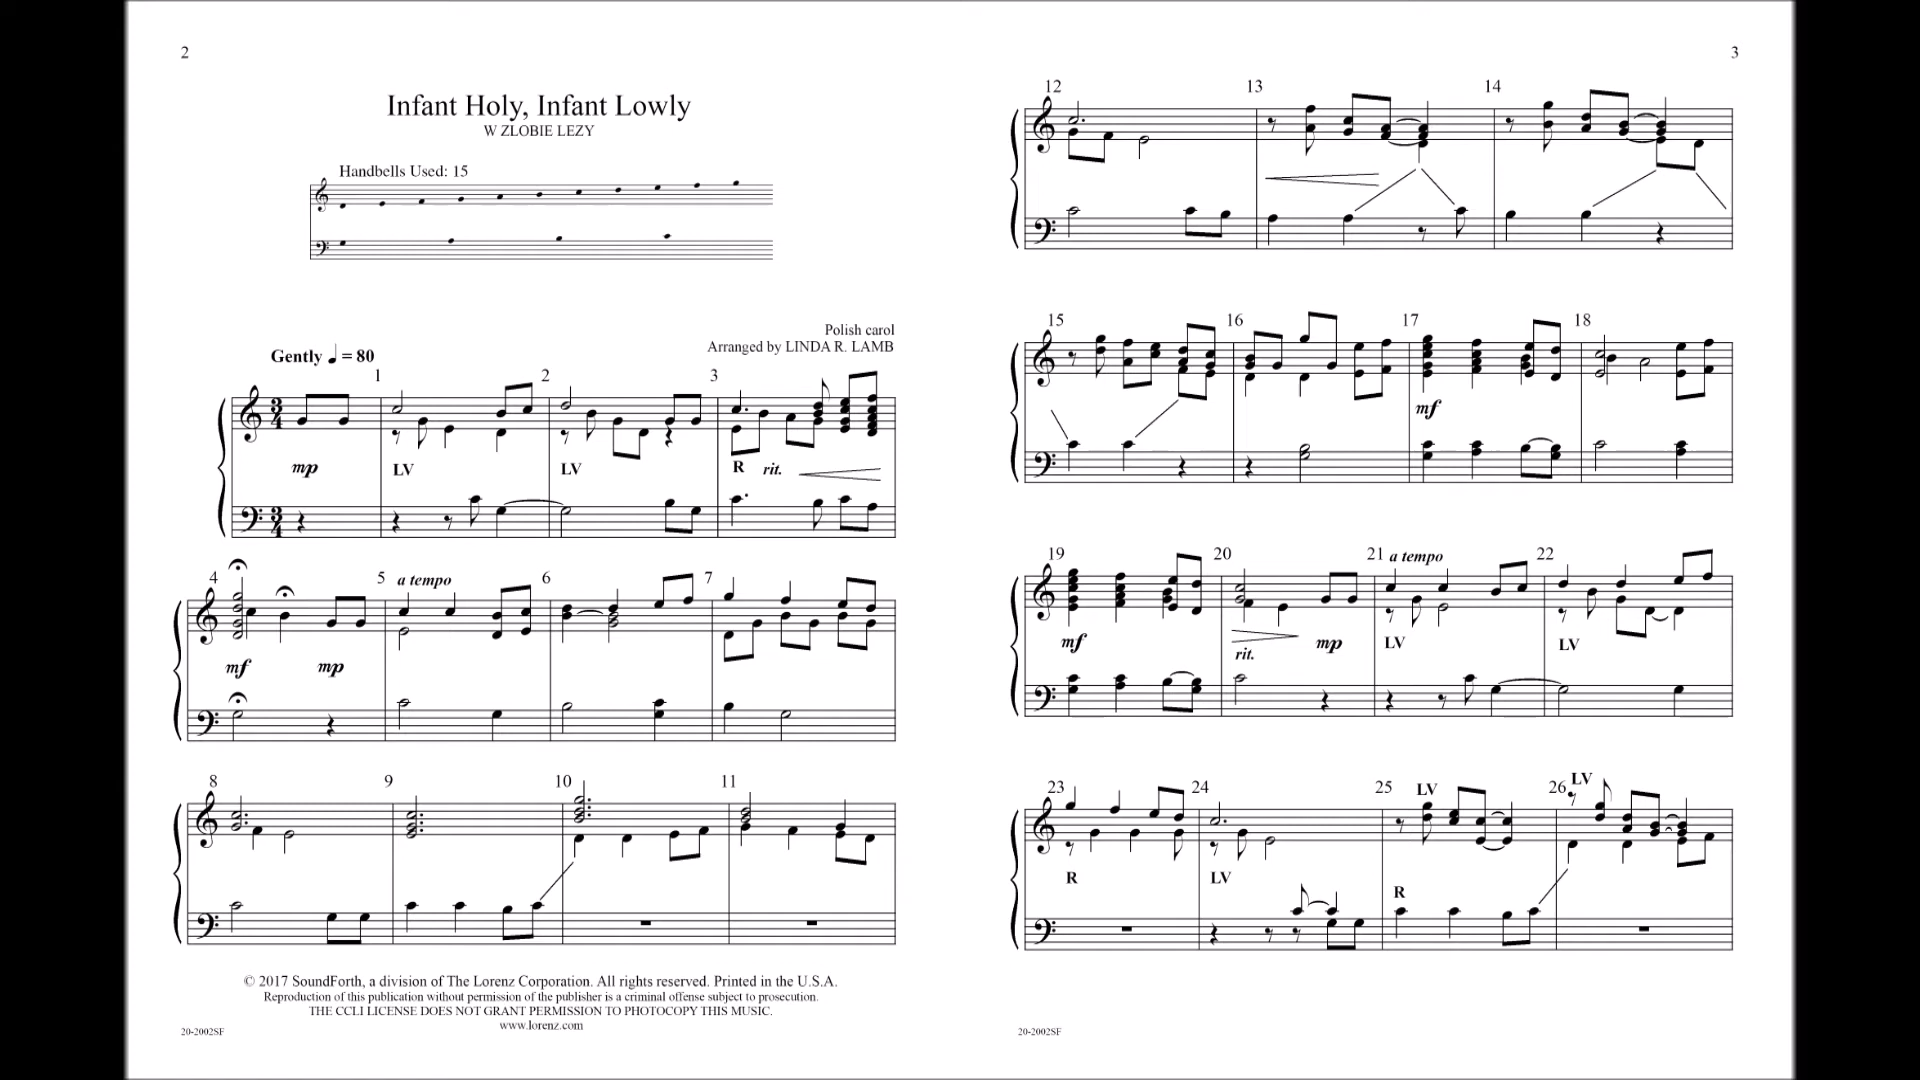 2
Infant Holy, Infant Lowly
W ZLOBIE LEZY
Handbells Used: 15
Polish carol
Arranged by LINDA R. LAMB
Gently ♩ = 80
1 2 3
3 4
mp LV LV R rit.
3 4
4 5 a tempo 6 7
mf mp
8 9 10 11
© 2017 SoundForth, a division of The Lorenz Corporation. All rights reserved. Printed in the U.S.A.
Reproduction of this publication without permission of the publisher is a criminal offense subject to prosecution.
THE CCLI LICENSE DOES NOT GRANT PERMISSION TO PHOTOCOPY THIS MUSIC.
www.lorenz.com
20-2002SF
3
12 13 14
15 16 17 18
mf
19 20 21 a tempo 22
mf rit. mp LV LV
23 24 25 LV 26 LV
R LV R
20-2002SF